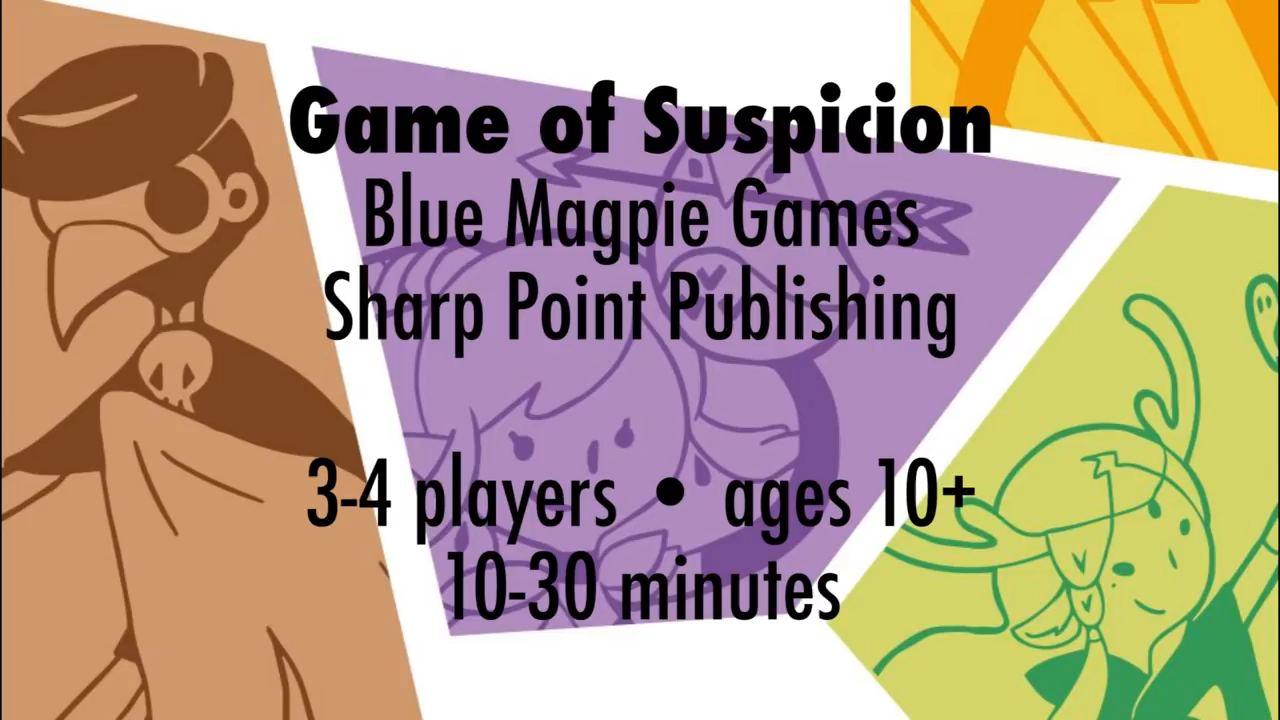 Game of Suspicion
Blue Magpie Games
Sharp Point Publishing
3-4 players • ages 10+
10-30 minutes